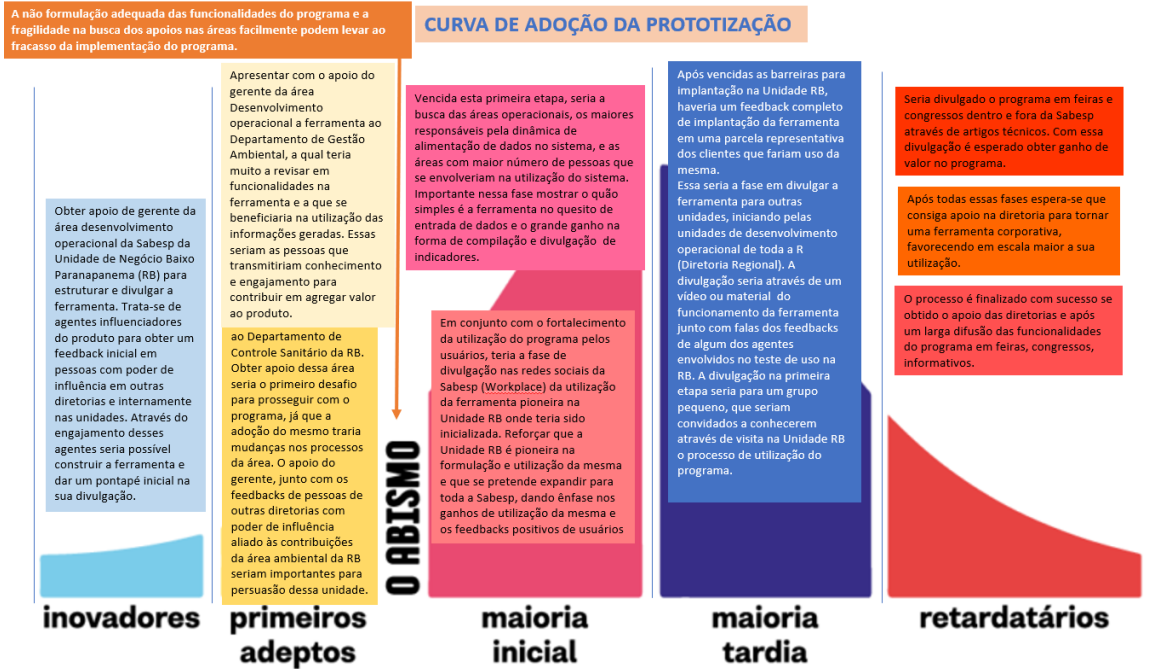 A não formulação adequada das funcionalidades do programa e a
fragilidade na busca dos apoios nas áreas facilmente podem levar ao
fracasso da implementação do programa.
CURVA DE ADOÇÃO DA PROTOTIZAÇÃO
Obter apoio de gerente da
área desenvolvimento
operacional da Sabesp da
Unidade de Negócio Baixo
Paranapanema (RB) para
estruturar e divulgar a
ferramenta. Trata-se de
agentes influenciadores
do produto para obter um
feedback inicial em
pessoas com poder de
influência em outras
diretorias e internamente
nas unidades. Através do
engajamento desses
agentes seria possível
construir a ferramenta e
dar um pontapé inicial na
sua divulgação.
inovadores
Apresentar com o apoio do
gerente da área
Desenvolvimento
operacional a ferramenta ao
Departamento de Gestão
Ambiental, a qual teria
muito a revisar em
funcionalidades na
ferramenta e a que se
beneficiaria na utilização das
informações geradas. Essas
seriam as pessoas que
transmitiriam conhecimento
e engajamento para
contribuir em agregar valor
ao produto.
ao Departamento de
Controle Sanitário da RB.
Obter apoio dessa área
seria o primeiro desafio
para prosseguir com o
programa, já que a
adoção do mesmo traria
mudanças nos processos
da área. O apoio do
gerente, junto com os
feedbacks de pessoas de
outras diretorias com
poder de influência
aliado às contribuições
da área ambiental da RB
seriam importantes para
persuasão dessa unidade.
primeiros
adeptos
O ABISMO
Vencida esta primeira etapa, seria a
busca das áreas operacionais, os maiores
responsáveis pela dinâmica de
alimentação de dados no sistema, e as
áreas com maior número de pessoas que
se envolveriam na utilização do sistema.
Importante nessa fase mostrar o quão
simples é a ferramenta no quesito de
entrada de dados e o grande ganho na
forma de compilação e divulgação de
indicadores.
Em conjunto com o fortalecimento
da utilização do programa pelos
usuários, teria a fase de
divulgação nas redes sociais da
Sabesp (Workplace) da utilização
da ferramenta pioneira na
Unidade RB onde teria sido
inicializada. Reforçar que a
Unidade RB é pioneira na
formulação e utilização da mesma
e que se pretende expandir para
toda a Sabesp, dando ênfase nos
ganhos de utilização da mesma e
os feedbacks positivos de usuários
maioria
inicial
Após vencidas as barreiras para
implantação na Unidade RB,
haveria um feedback completo
de implantação da ferramenta
em uma parcela representativa
dos clientes que fariam uso da
mesma.
Essa seria a fase em divulgar a
ferramenta para outras
unidades, iniciando pelas
unidades de desenvolvimento
operacional de toda a R
(Diretoria Regional). A
divulgação seria através de um
vídeo ou material do
funcionamento da ferramenta
junto com falas dos feedbacks
de algum dos agentes
envolvidos no teste de uso na
RB. A divulgação na primeira
etapa seria para um grupo
pequeno, que seriam
convidados a conhecerem
através de visita na Unidade RB
o processo de utilização do
programa.
maioria
tardia
Seria divulgado o programa em feiras e
congressos dentro e fora da Sabesp
através de artigos técnicos. Com essa
divulgação é esperado obter ganho de
valor no programa.
Após todas essas fases espera-se que
consiga apoio na diretoria para tornar
uma ferramenta corporativa,
favorecendo em escala maior a sua
utilização.
O processo é finalizado com sucesso se
obtido o apoio das diretorias e após
um larga difusão das funcionalidades
do programa em feiras, congressos,
informativos.
retardatários